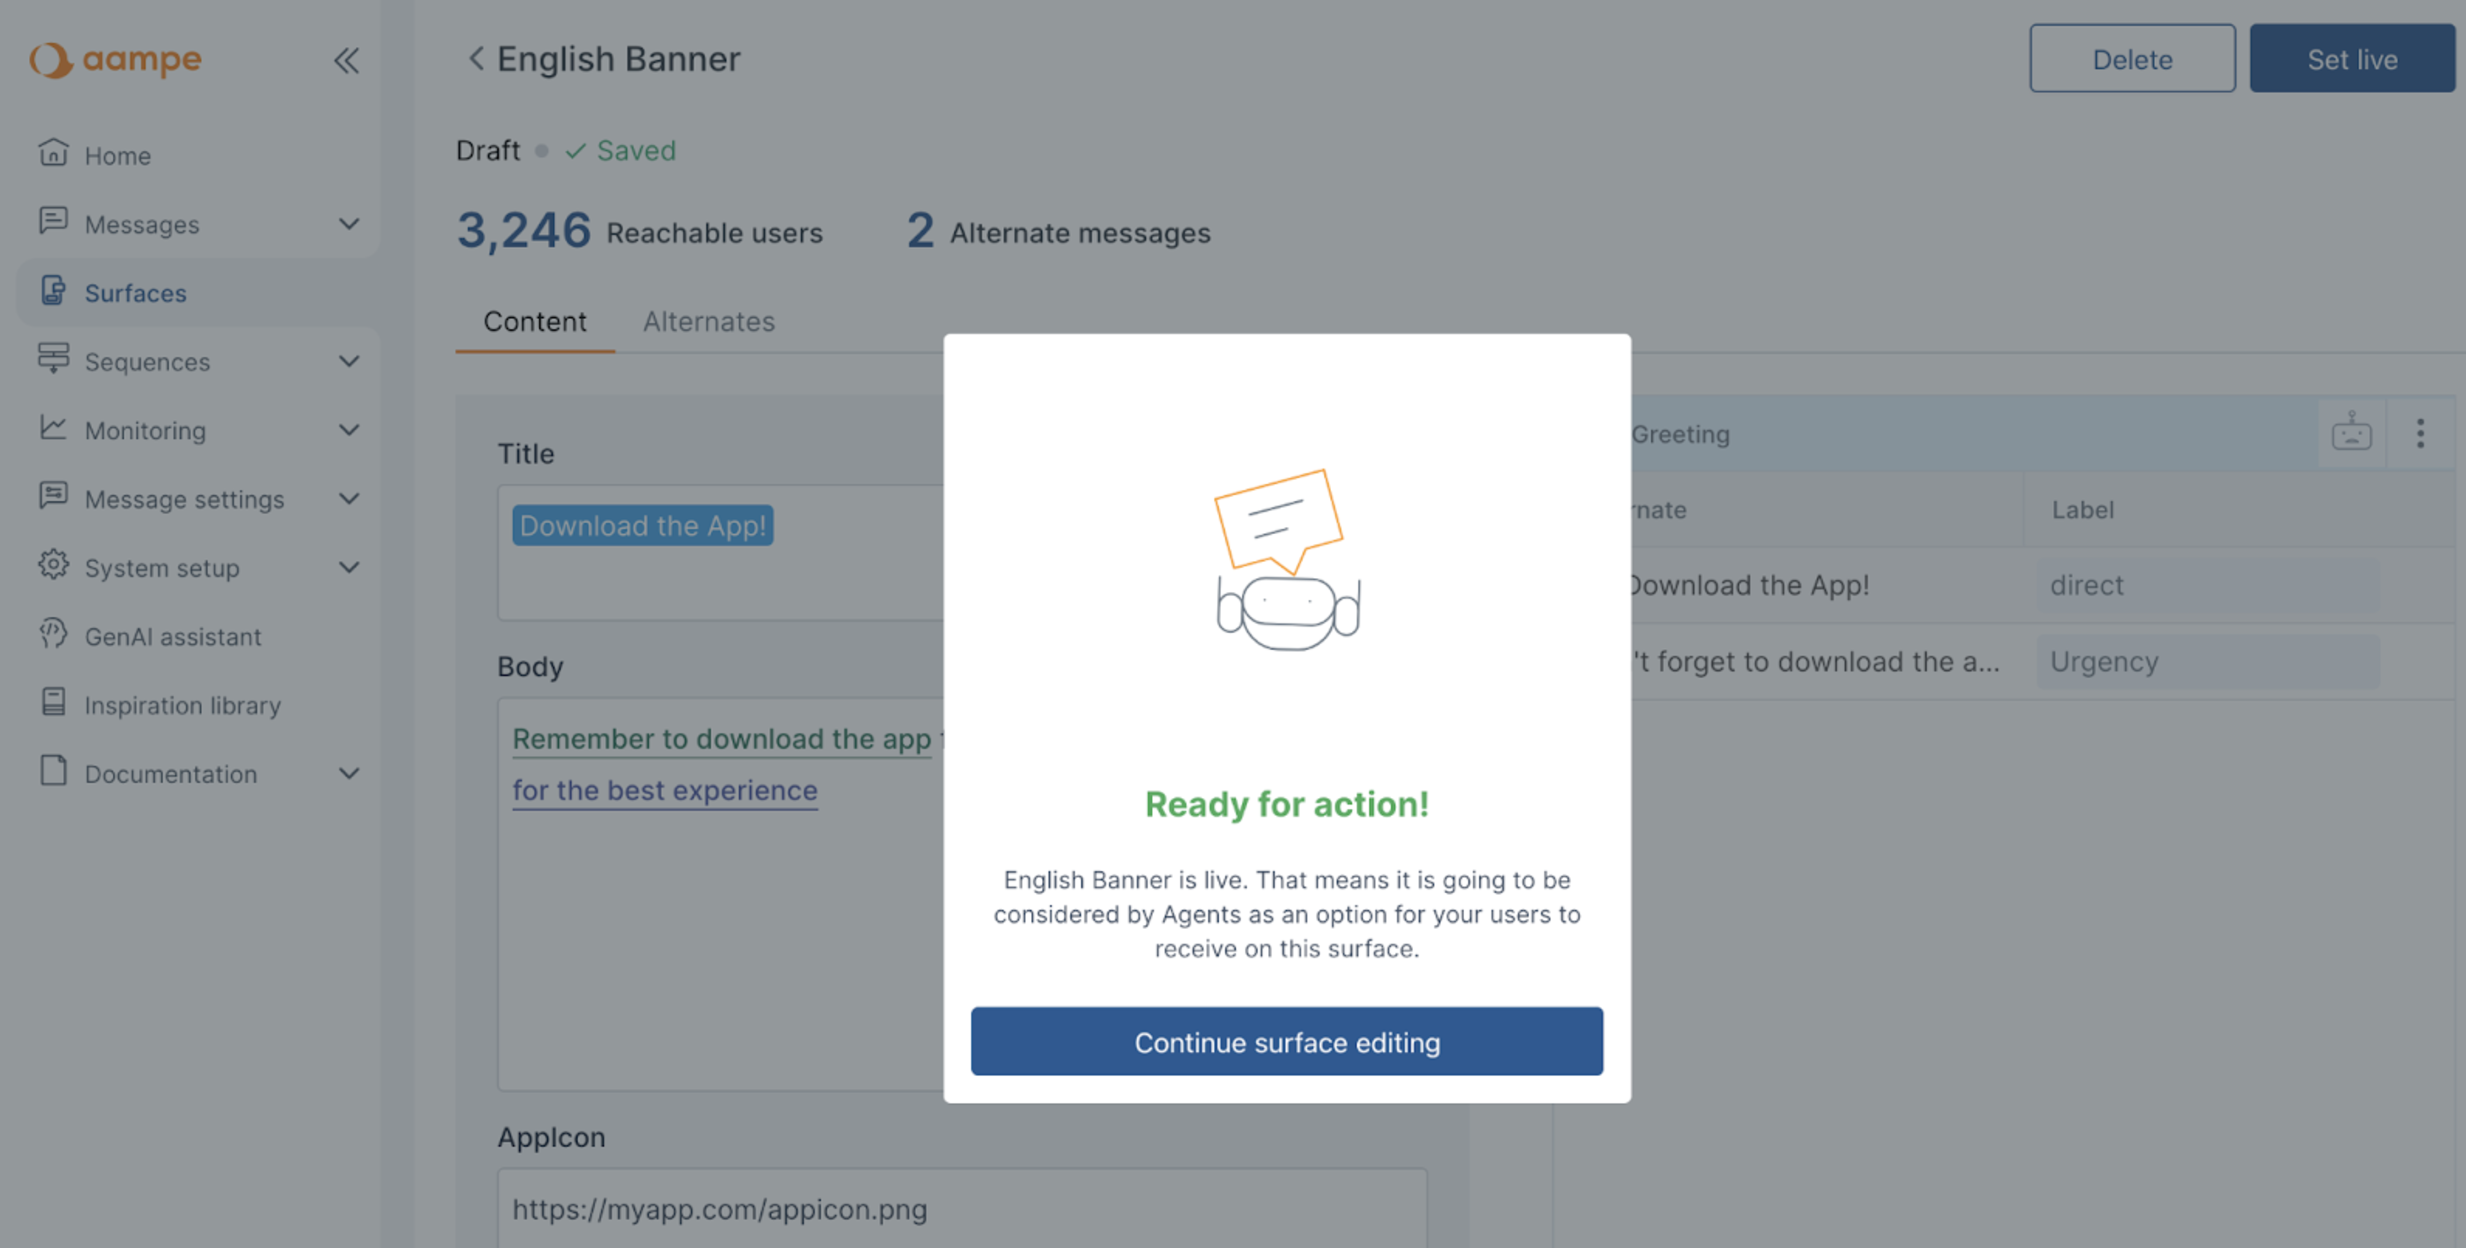 aampe
Home
Messages
Surfaces
Sequences
Monitoring
Message settings
System setup
GenAI assistant
Inspiration library
Documentation
English Banner
Delete
Set live
Draft
Saved
3,246 Reachable users
2 Alternate messages
Content
Alternates
Title
Download the App!
Body
Remember to download the app
for the best experience
AppIcon
https://myapp.com/appicon.png
Greeting
rnate
Label
Download the App!
direct
't forget to download the a...
Urgency
Ready for action!
English Banner is live. That means it is going to be
considered by Agents as an option for your users to
receive on this surface.
Continue surface editing